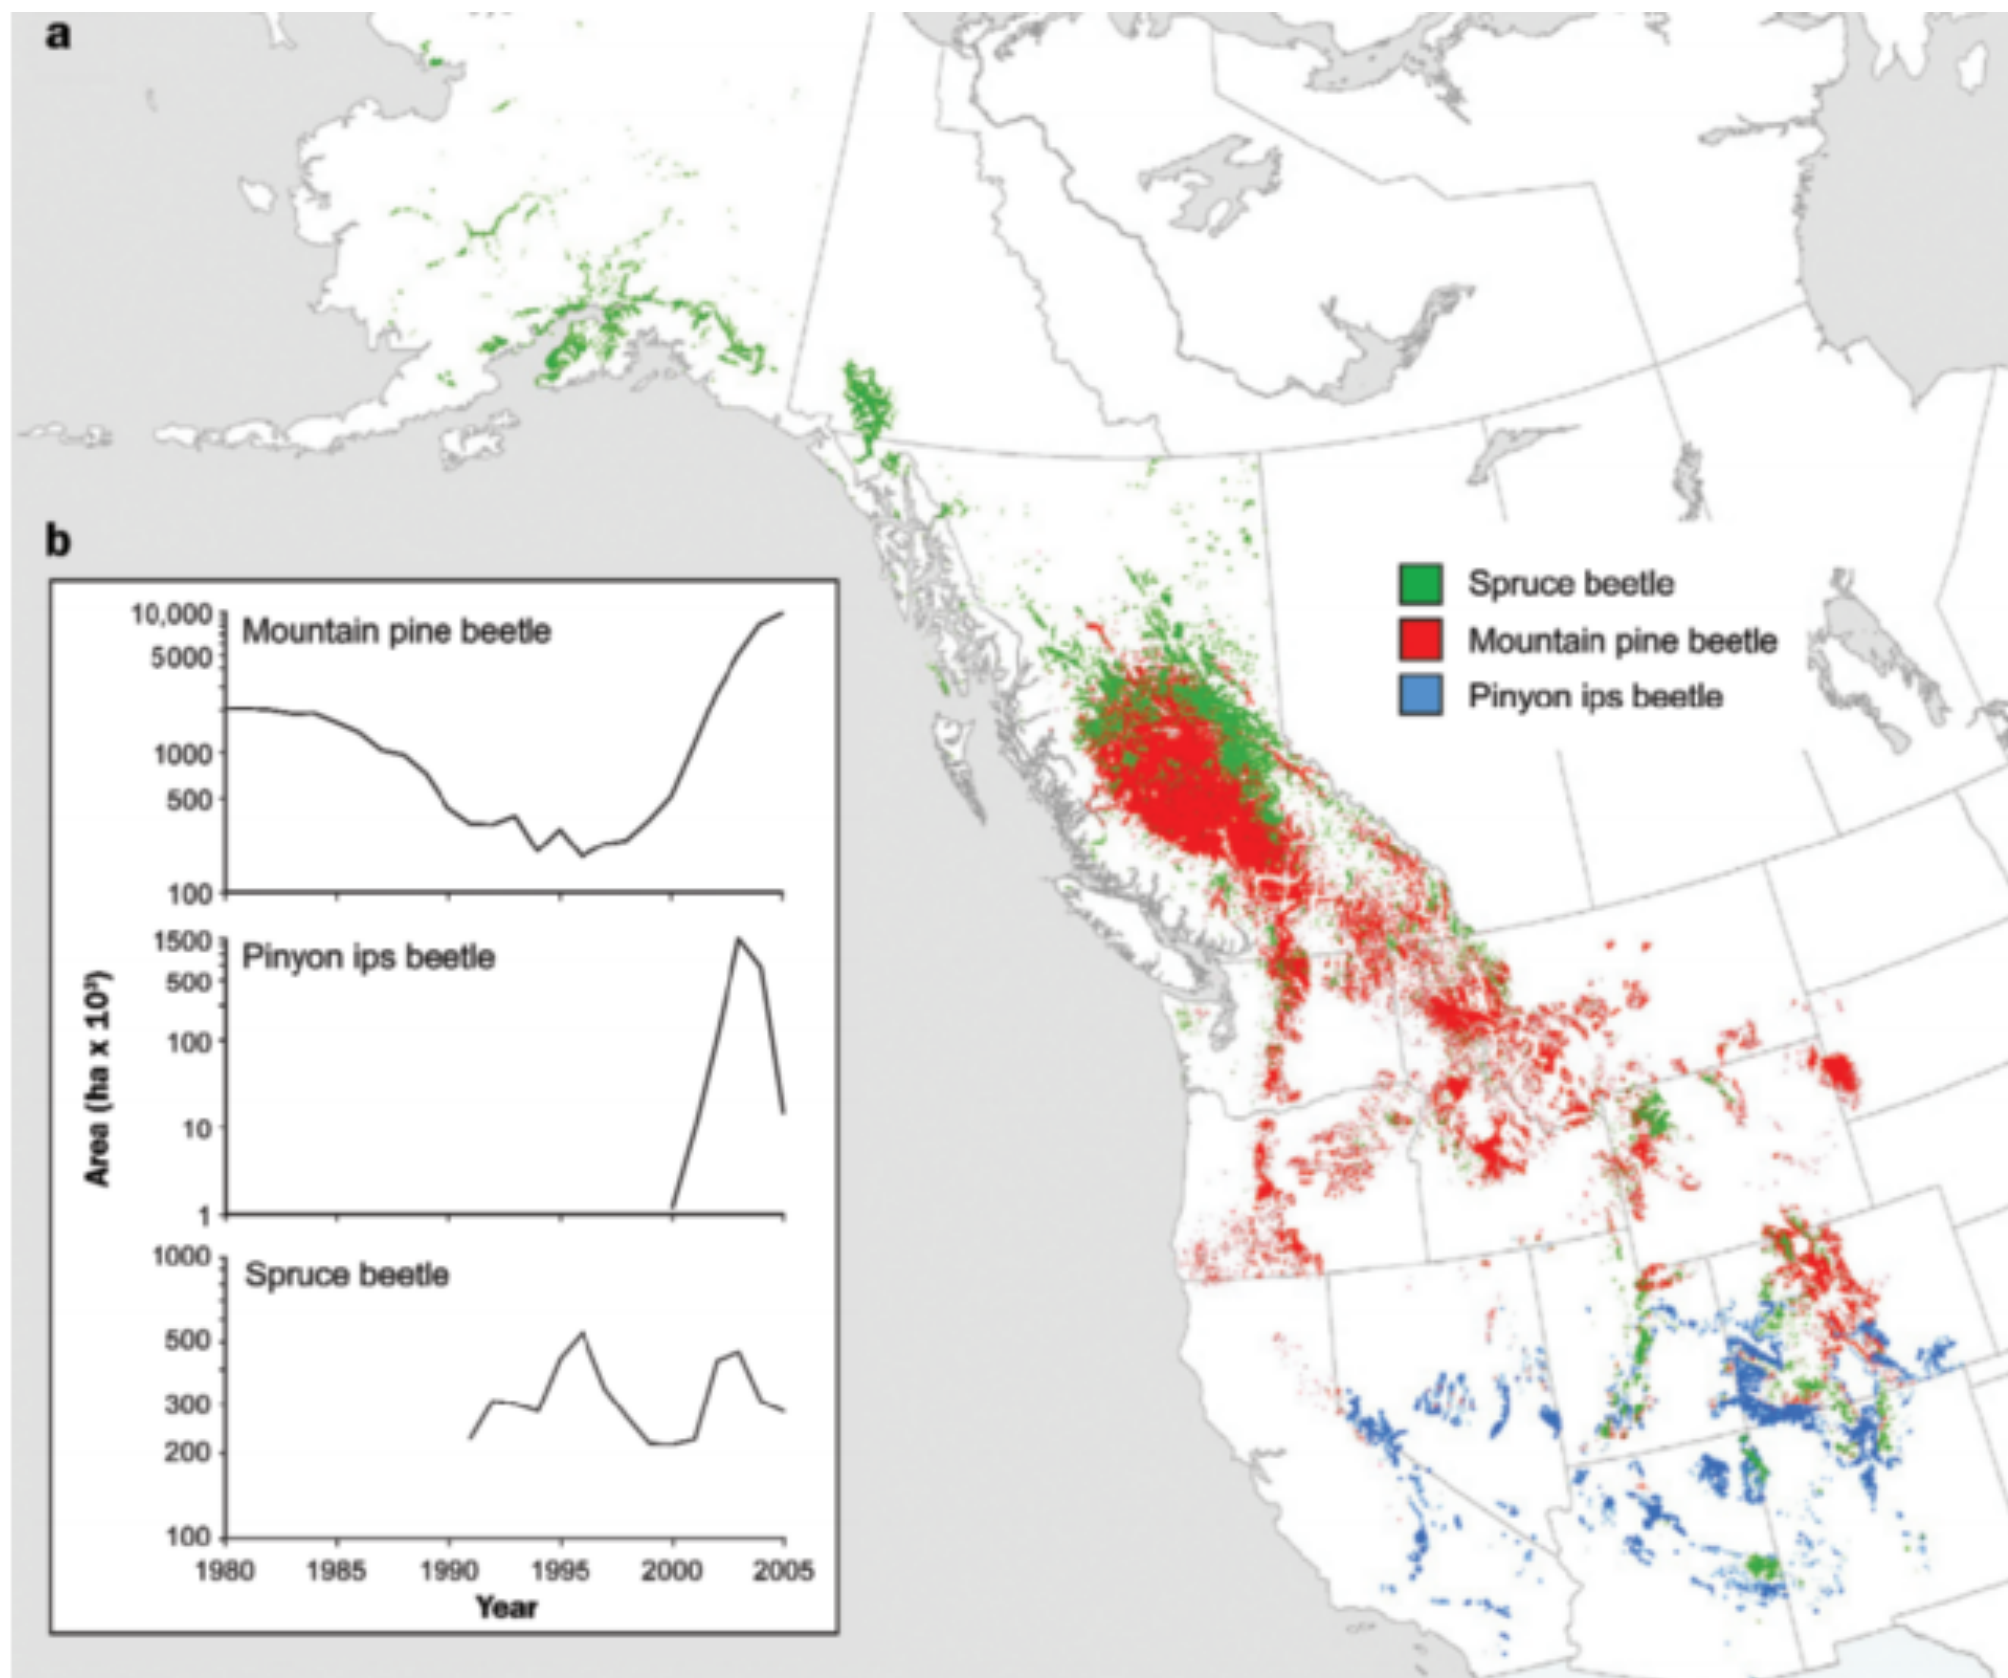 a
Spruce beetle
Mountain pine beetle
Pinyon ips beetle
b
Mountain pine beetle
10,000
5000
1000
500
100
Pinyon ips beetle
1500
500
100
10
1
Spruce beetle
1000
500
300
200
100
1980 1985 1990 1995 2000 2005
Year
Area (ha x 10³)